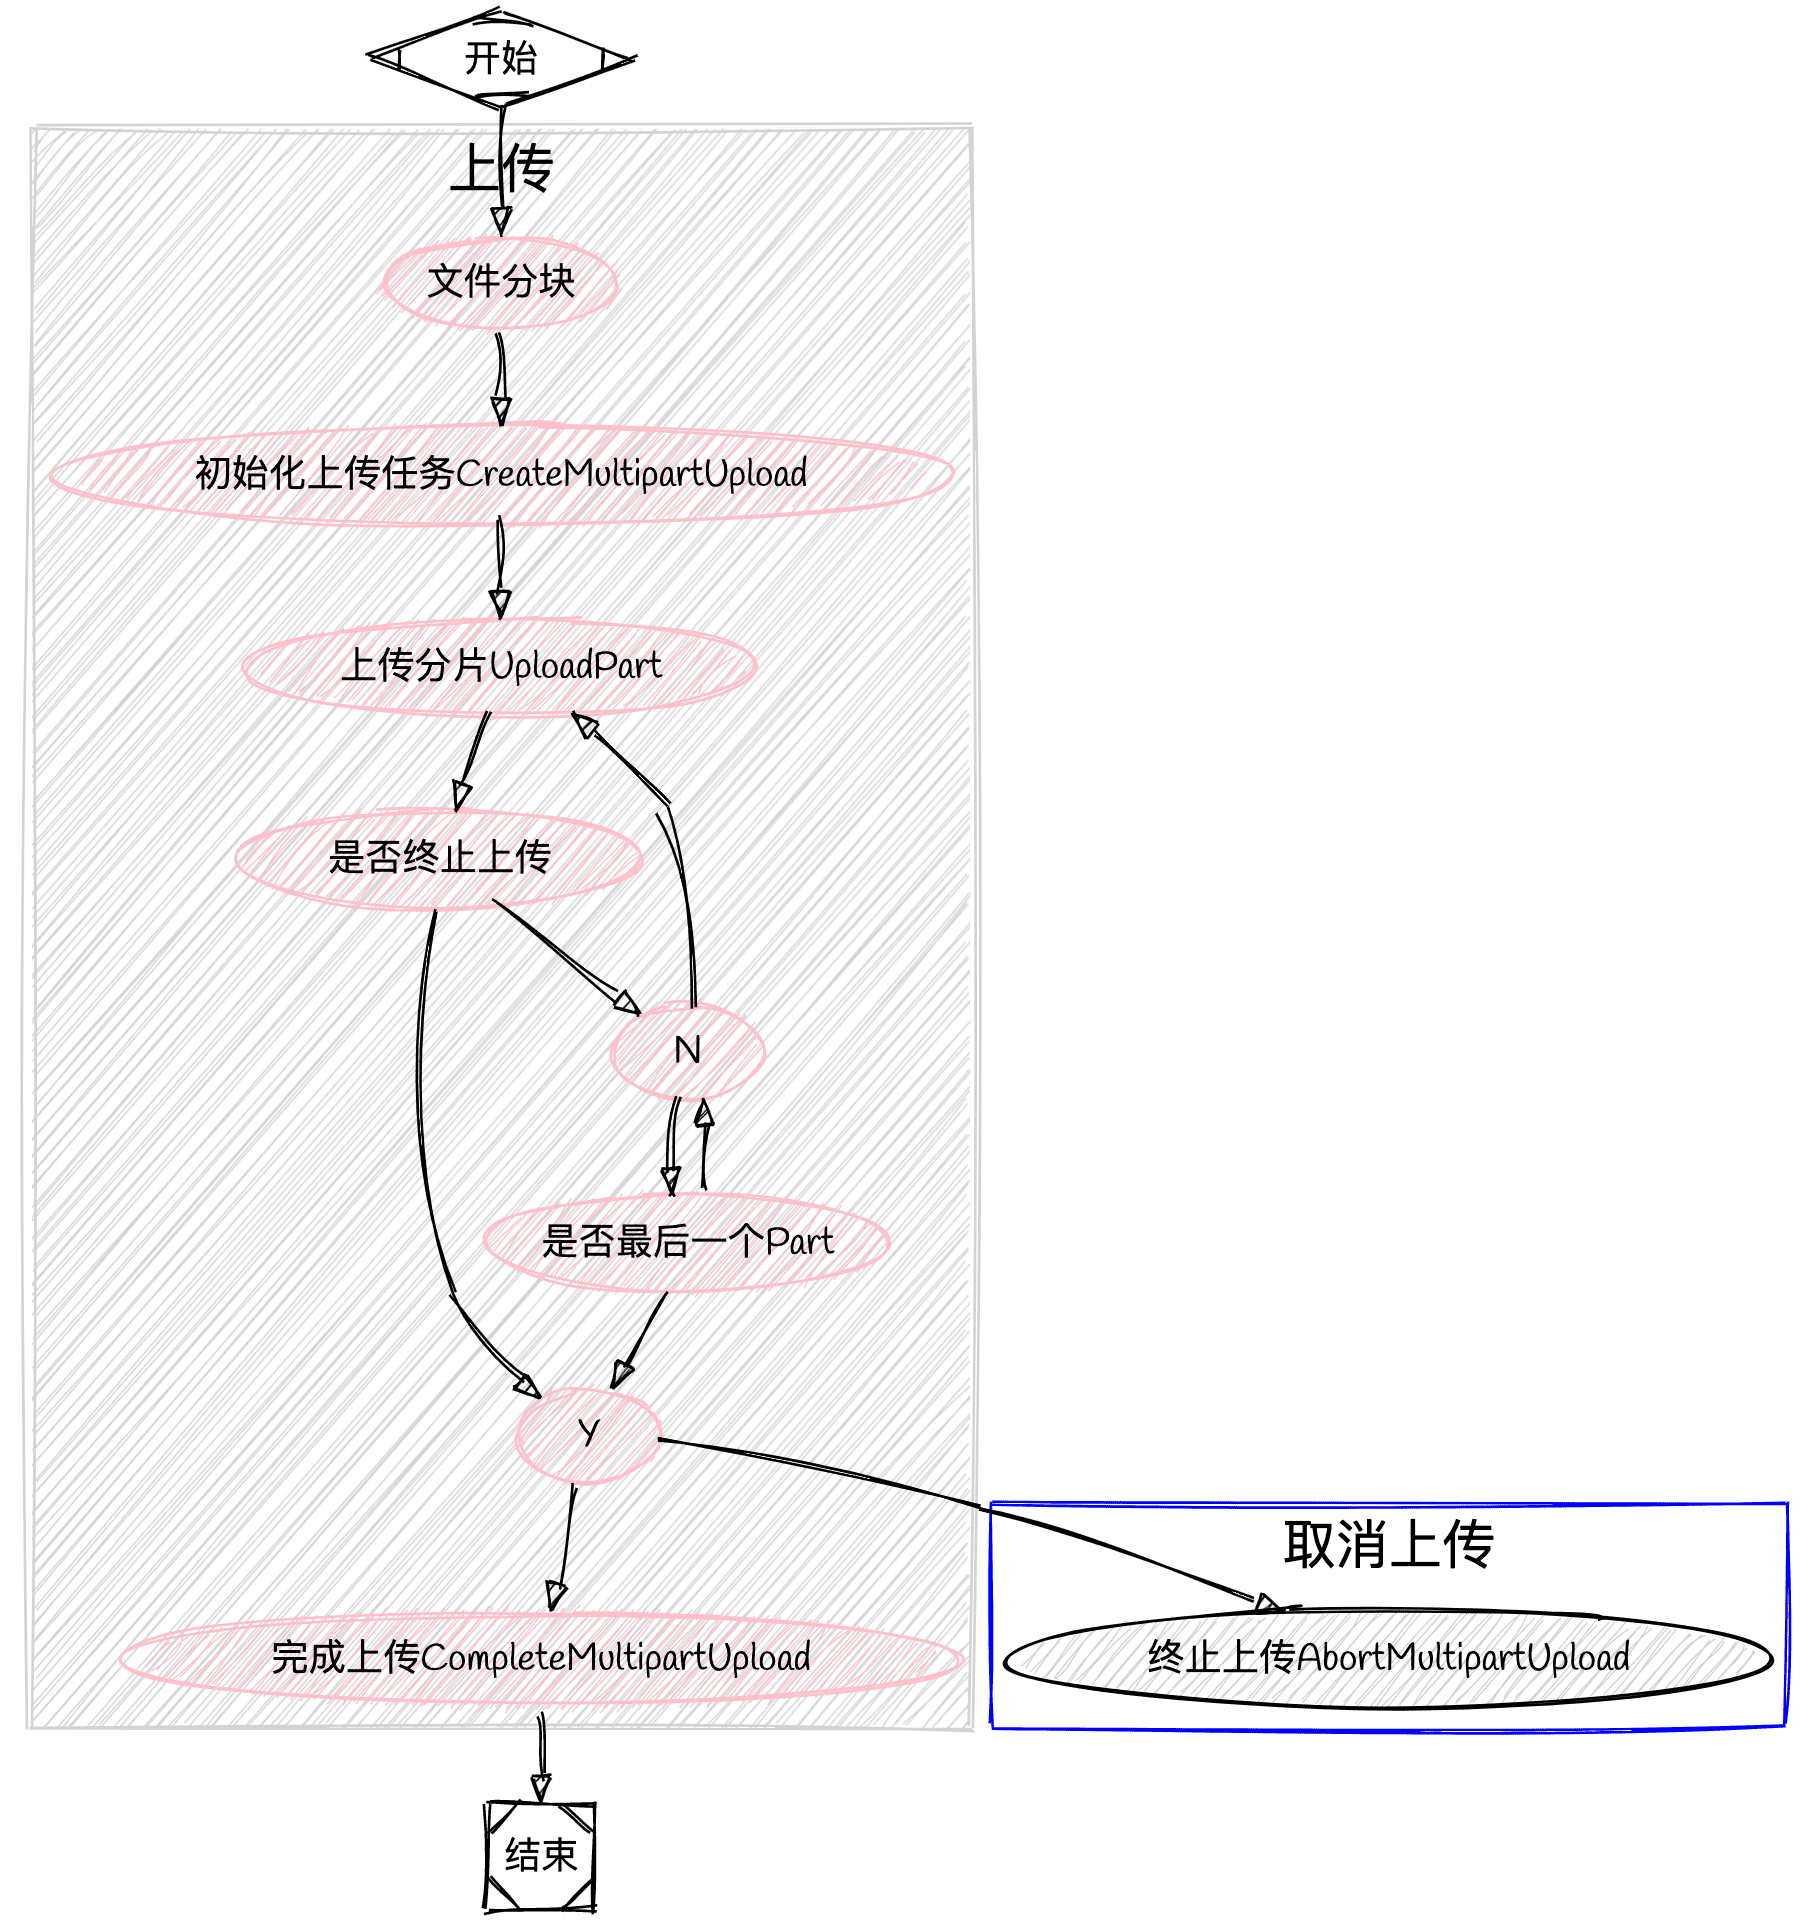 开始
上传
文件分块
初始化上传任务CreateMultipartUpload
上传分片UploadPart
是否终止上传
N
是否最后一个Part
Y
取消上传
完成上传CompleteMultipartUpload
终止上传AbortMultipartUpload
结束